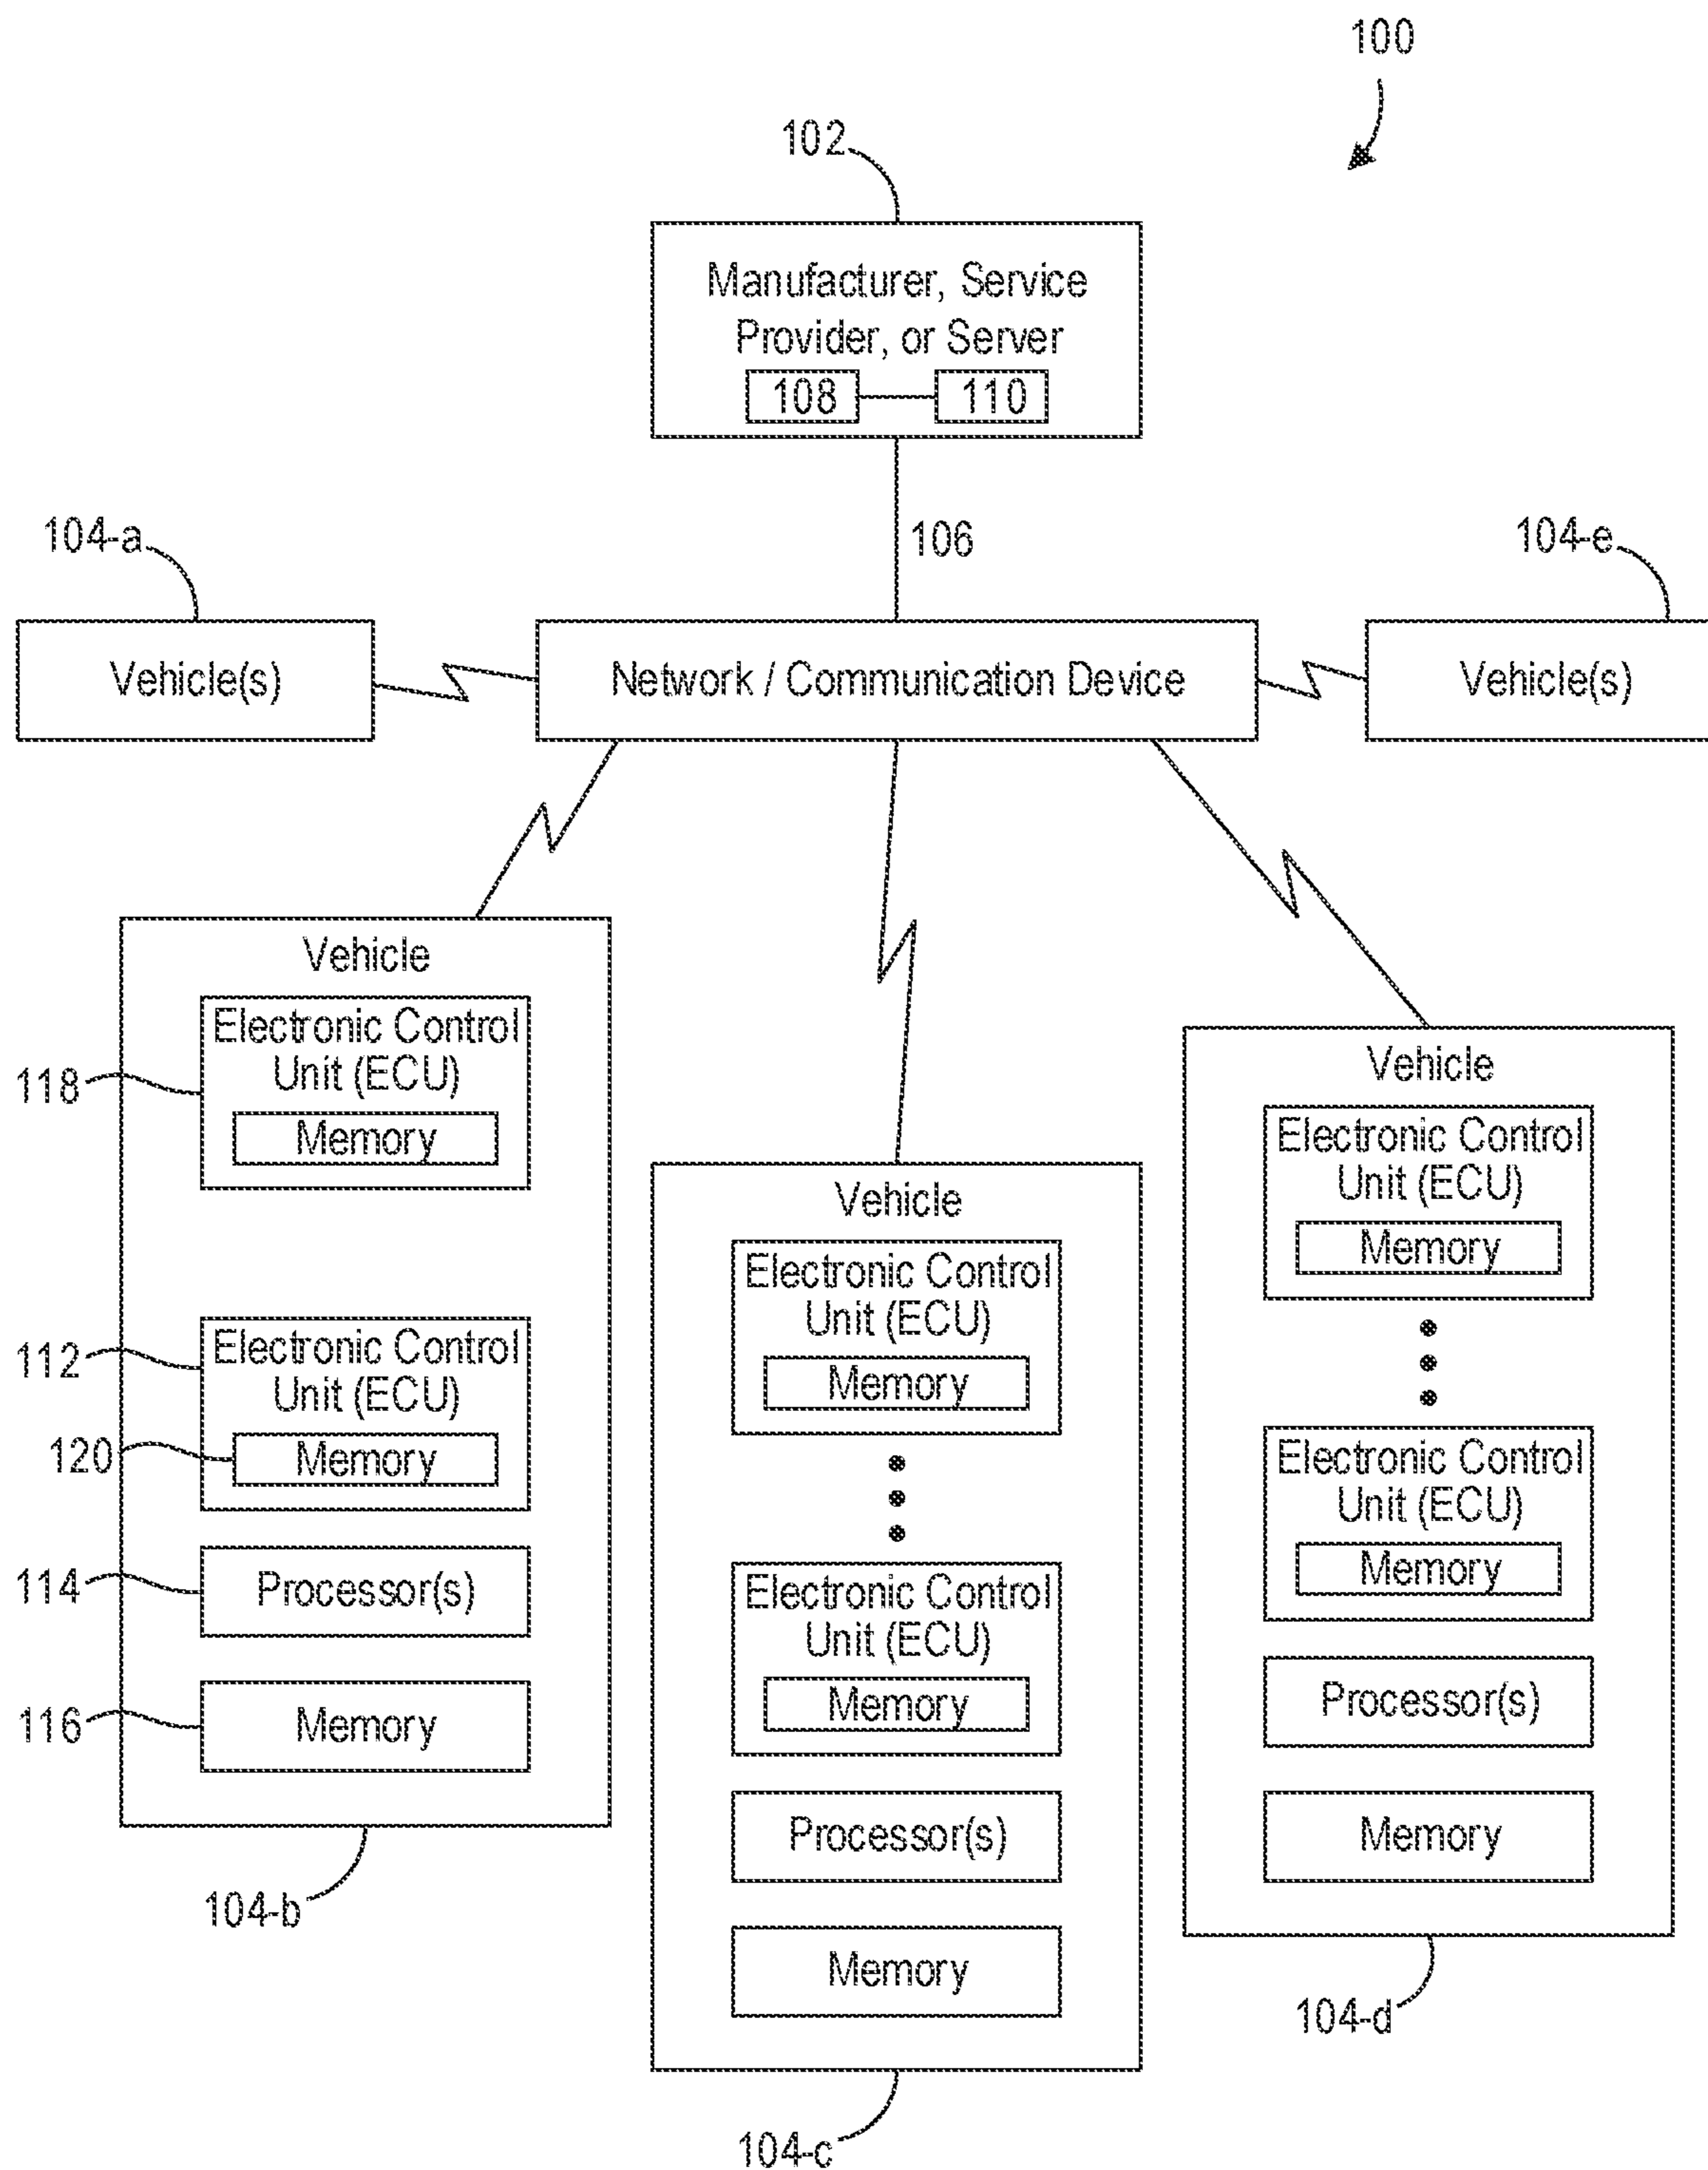 100
102
Manufacturer, Service
Provider, or Server
108
110
106
104-a
104-e
Vehicle(s)
Network / Communication Device
Vehicle(s)
Vehicle
Electronic Control
Unit (ECU)
Memory
118
Electronic Control
Unit (ECU)
Memory
112
120
Processor(s)
114
Memory
116
104-b
Vehicle
Electronic Control
Unit (ECU)
Memory
Electronic Control
Unit (ECU)
Memory
Processor(s)
Memory
104-c
Vehicle
Electronic Control
Unit (ECU)
Memory
Electronic Control
Unit (ECU)
Memory
Processor(s)
Memory
104-d